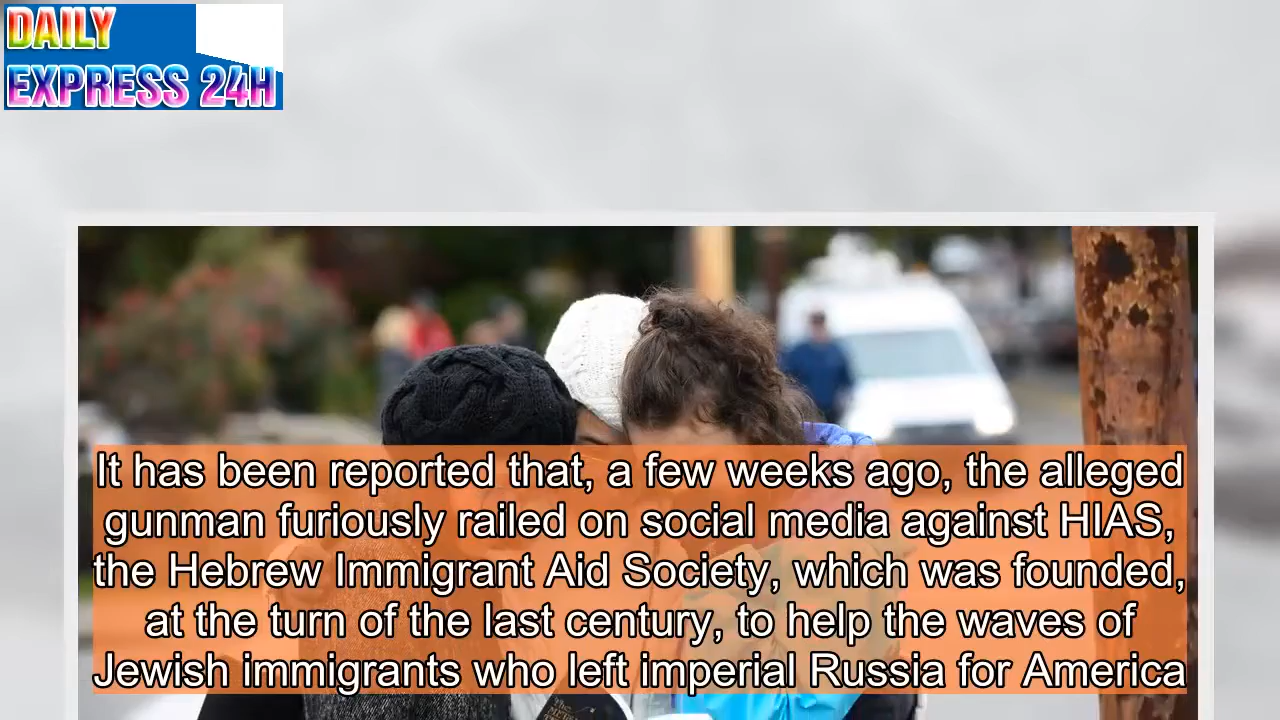 DAILY
EXPRESS 24H
It has been reported that, a few weeks ago, the alleged
gunman furiously railed on social media against HIAS,
the Hebrew Immigrant Aid Society, which was founded,
at the turn of the last century, to help the waves of
Jewish immigrants who left imperial Russia for America